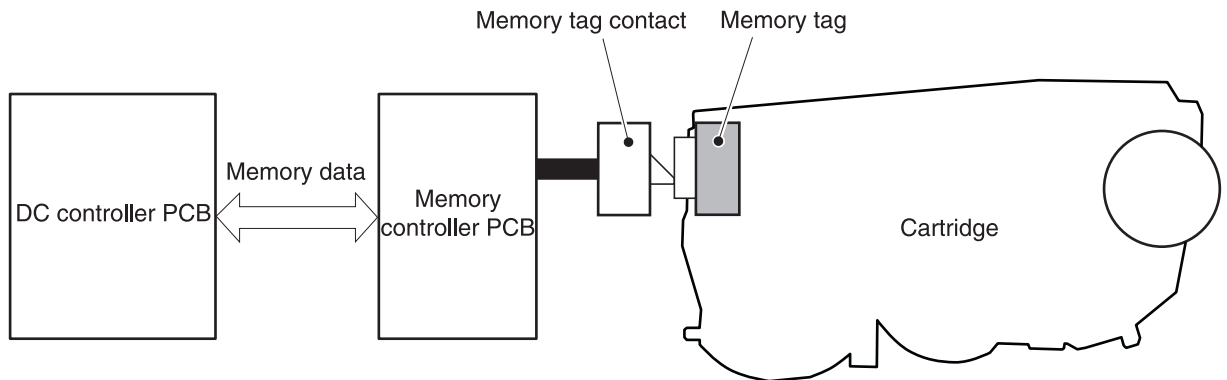 Memory tag contact
Memory tag
Memory data
DC controller PCB
Memory
controller PCB
Cartridge